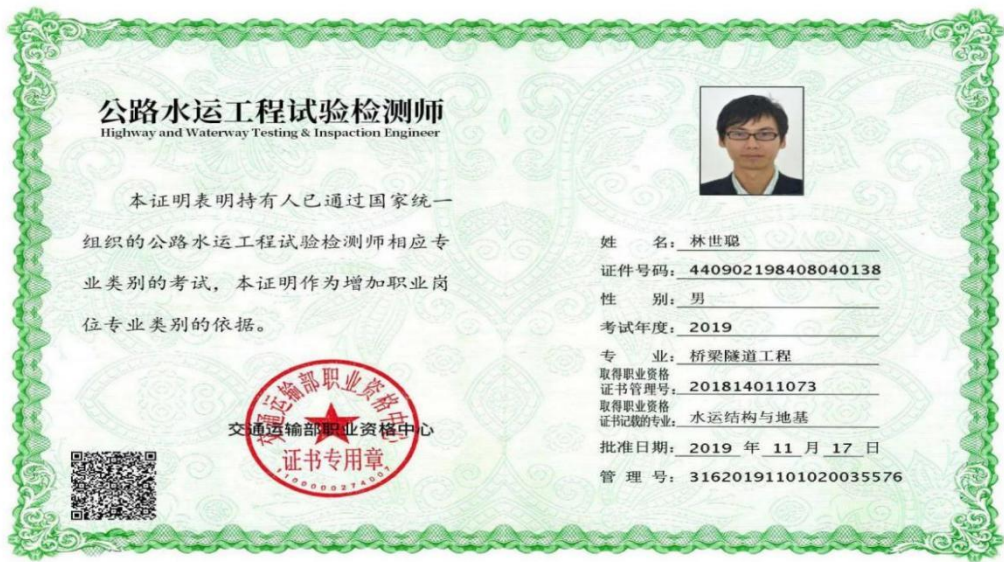 公路水运工程试验检测师
Highway and Waterway Testing & Inspaction Engineer
本证明表明持有人已通过国家统一
组织的公路水运工程试验检测师相应专
业类别的考试，本证明作为增加职业岗
位专业类别的依据。
交通运输部职业资格中心
交通运输部职业资格中心
证书专用章
1100000274007
姓 名：林世聪
证件号码：440902198408040138
性 别：男
考试年度：2019
专 业：桥梁隧道工程
取得职业资格
证书管理号：201814011073
取得职业资格
证书记载的专业：水运结构与地基
批准日期：2019 年 11 月 17 日
管 理 号：31620191101020035576